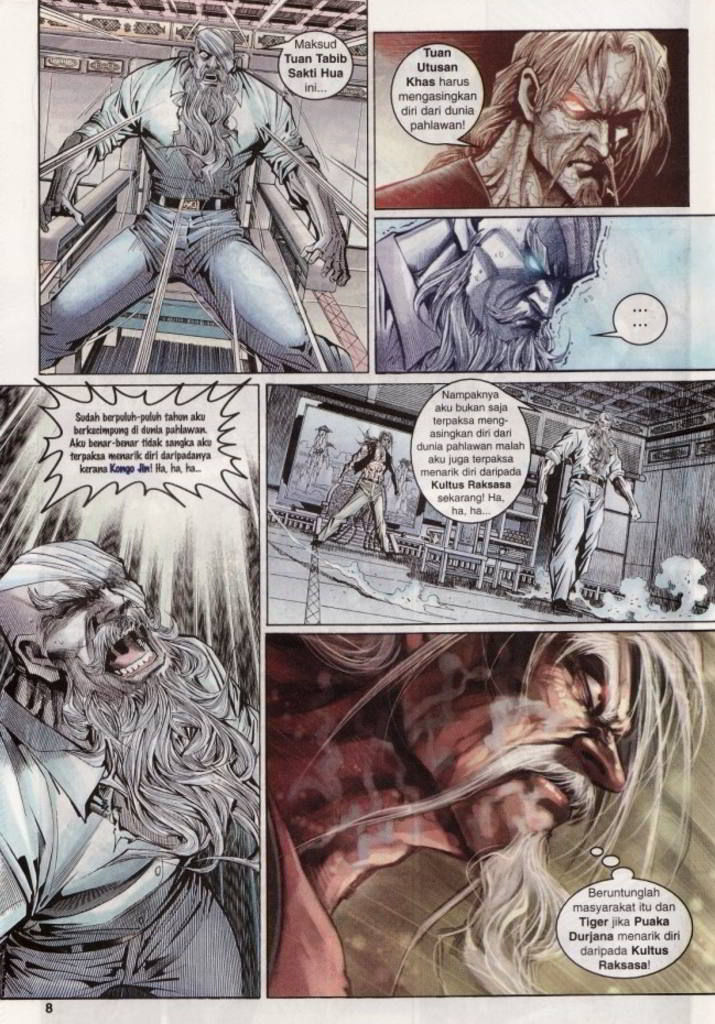 Maksud
Tuan Tabib
Sakti Hua
ini...
Tuan
Utusan
Khas harus
mengasingkan
diri dari dunia
pahlawan!
...
...
Sudah berpuluh-puluh tahun aku
berkecimpung di dunia pahlawan.
Aku benar-benar tidak sangka aku
terpaksa menarik diri daripadanya
kerana Kongo Jin! Ha, ha, ha...
Nampaknya
aku bukan saja
terpaksa meng-
asingkan diri dari
dunia pahlawan malah
aku juga terpaksa
menarik diri daripada
Kultus Raksasa
sekarang! Ha,
ha, ha...
Beruntunglah
masyarakat itu dan
Tiger jika Puaka
Durjana menarik diri
daripada Kultus
Raksasa!
8